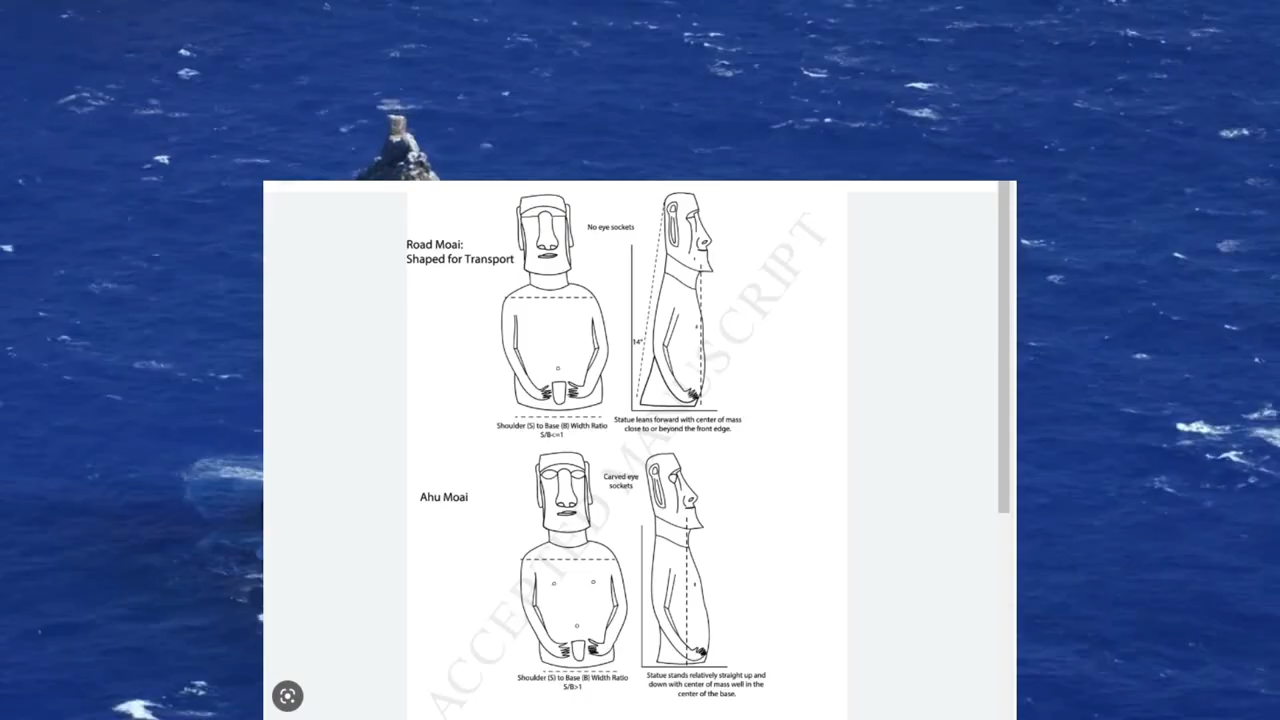 No eye sockets
Road Moai:
Shaped for Transport
14°
Shoulder (S) to Base (B) Width Ratio
S/B<=1
Statue leans forward with center of mass
close to or beyond the front edge.
Carved eye
sockets
Ahu Moai
Shoulder (S) to Base (B) Width Ratio
S/B>1
Statue stands relatively straight up and
down with center of mass well in the
center of the base.
ACCEPTED MANUSCRIPT